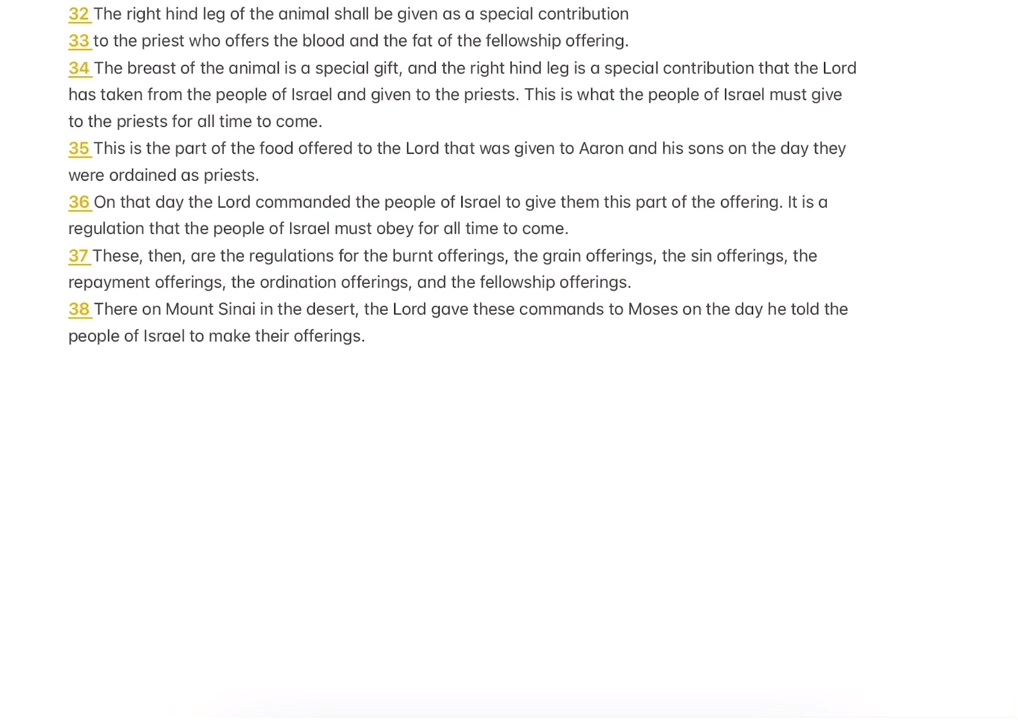 32 The right hind leg of the animal shall be given as a special contribution
33 to the priest who offers the blood and the fat of the fellowship offering.
34 The breast of the animal is a special gift, and the right hind leg is a special contribution that the Lord
has taken from the people of Israel and given to the priests. This is what the people of Israel must give
to the priests for all time to come.
35 This is the part of the food offered to the Lord that was given to Aaron and his sons on the day they
were ordained as priests.
36 On that day the Lord commanded the people of Israel to give them this part of the offering. It is a
regulation that the people of Israel must obey for all time to come.
37 These, then, are the regulations for the burnt offerings, the grain offerings, the sin offerings, the
repayment offerings, the ordination offerings, and the fellowship offerings.
38 There on Mount Sinai in the desert, the Lord gave these commands to Moses on the day he told the
people of Israel to make their offerings.